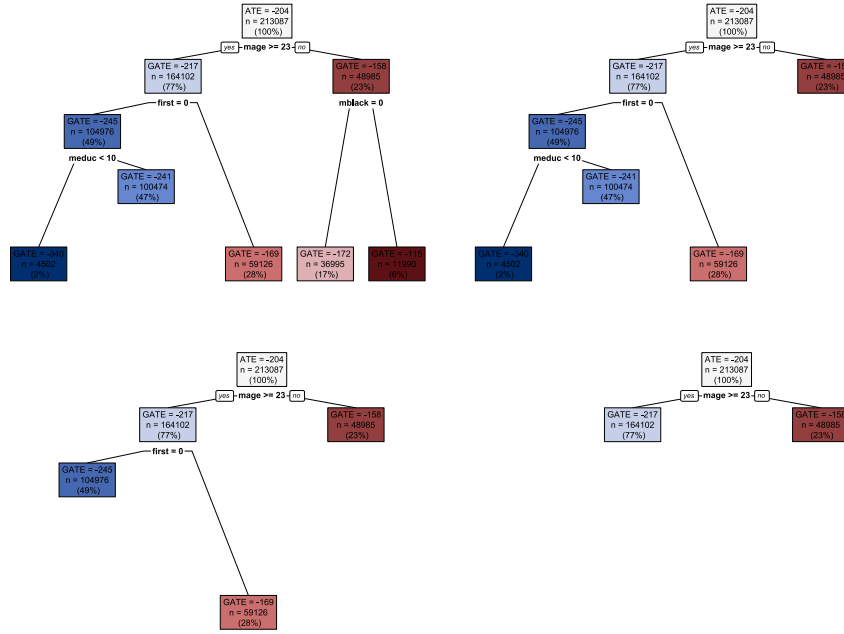 ATE = -204
n = 213087
(100%)
yes mage >= 23 no
GATE = -217
n = 164102
(77%)
GATE = -158
n = 48985
(23%)
first = 0
mblack = 0
GATE = -245
n = 104976
(49%)
meduc < 10
GATE = -241
n = 100474
(47%)
GATE = -340
n = 4502
(2%)
GATE = -169
n = 59126
(28%)
GATE = -172
n = 36995
(17%)
GATE = -115
n = 11990
(6%)
ATE = -204
n = 213087
(100%)
yes mage >= 23 no
GATE = -217
n = 164102
(77%)
GATE = -15
n = 48985
(23%)
first = 0
GATE = -245
n = 104976
(49%)
meduc < 10
GATE = -241
n = 100474
(47%)
GATE = -340
n = 4502
(2%)
GATE = -169
n = 59126
(28%)
ATE = -204
n = 213087
(100%)
yes mage >= 23 no
GATE = -217
n = 164102
(77%)
GATE = -158
n = 48985
(23%)
first = 0
GATE = -245
n = 104976
(49%)
GATE = -169
n = 59126
(28%)
ATE = -204
n = 213087
(100%)
yes mage >= 23 no
GATE = -217
n = 164102
(77%)
GATE = -158
n = 48985
(23%)